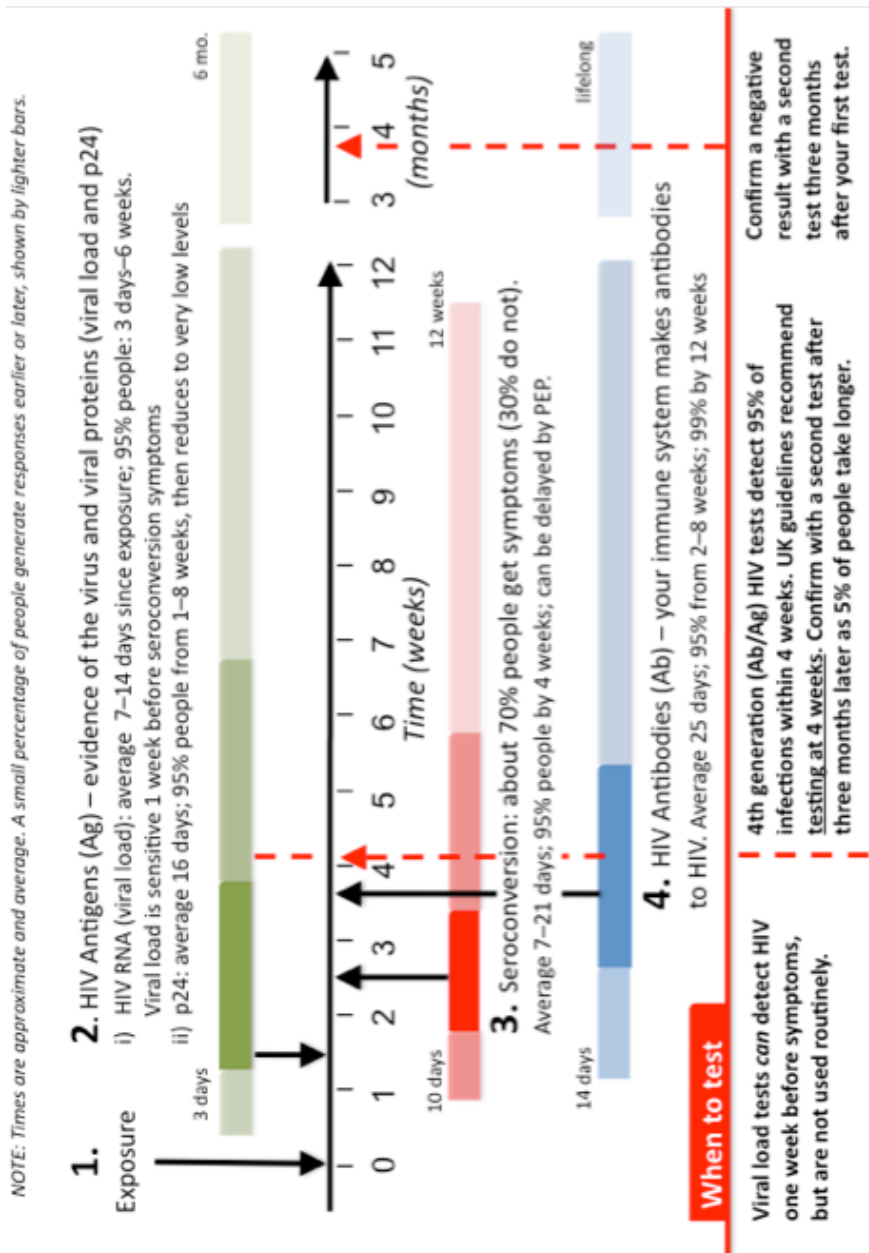 NOTE: Times are approximate and average. A small percentage of people generate responses earlier or later, shown by lighter bars.
1.
Exposure
2. HIV Antigens (Ag) – evidence of the virus and viral proteins (viral load and p24)
i) HIV RNA (viral load): average 7–14 days since exposure; 95% people: 3 days–6 weeks.
Viral load is sensitive 1 week before seroconversion symptoms
ii) p24: average 16 days; 95% people from 1–8 weeks, then reduces to very low levels
3 days
6 mo.
0 1 2 3 4 5 6 7 8 9 10 11 12 3 4 5
Time (weeks)
(months)
10 days
12 weeks
3. Seroconversion: about 70% people get symptoms (30% do not).
Average 7–21 days; 95% people by 4 weeks; can be delayed by PEP.
14 days
lifelong
4. HIV Antibodies (Ab) – your immune system makes antibodies
to HIV. Average 25 days; 95% from 2–8 weeks; 99% by 12 weeks
When to test
Viral load tests can detect HIV
one week before symptoms,
but are not used routinely.
4th generation (Ab/Ag) HIV tests detect 95% of
infections within 4 weeks. UK guidelines recommend
testing at 4 weeks. Confirm with a second test after
three months later as 5% of people take longer.
Confirm a negative
result with a second
test three months
after your first test.